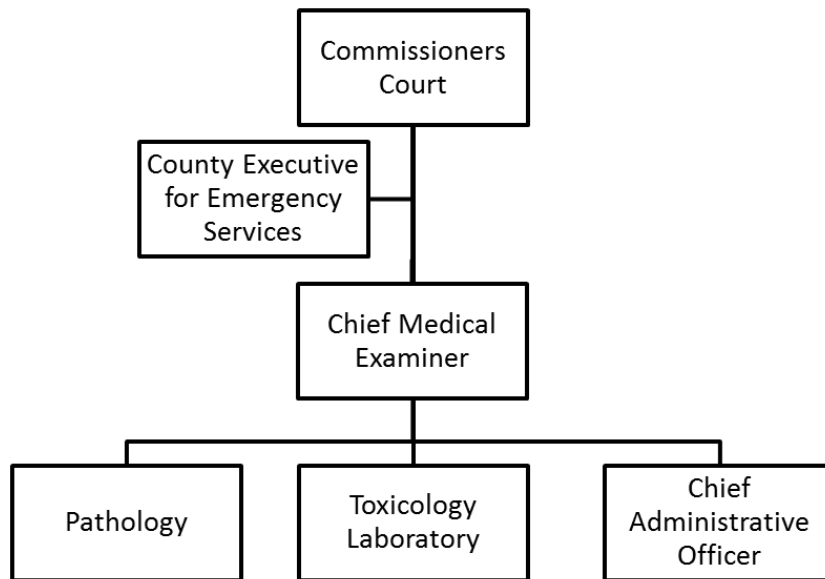 Commissioners
Court
County Executive
for Emergency
Services
Chief Medical
Examiner
Pathology
Toxicology
Laboratory
Chief
Administrative
Officer